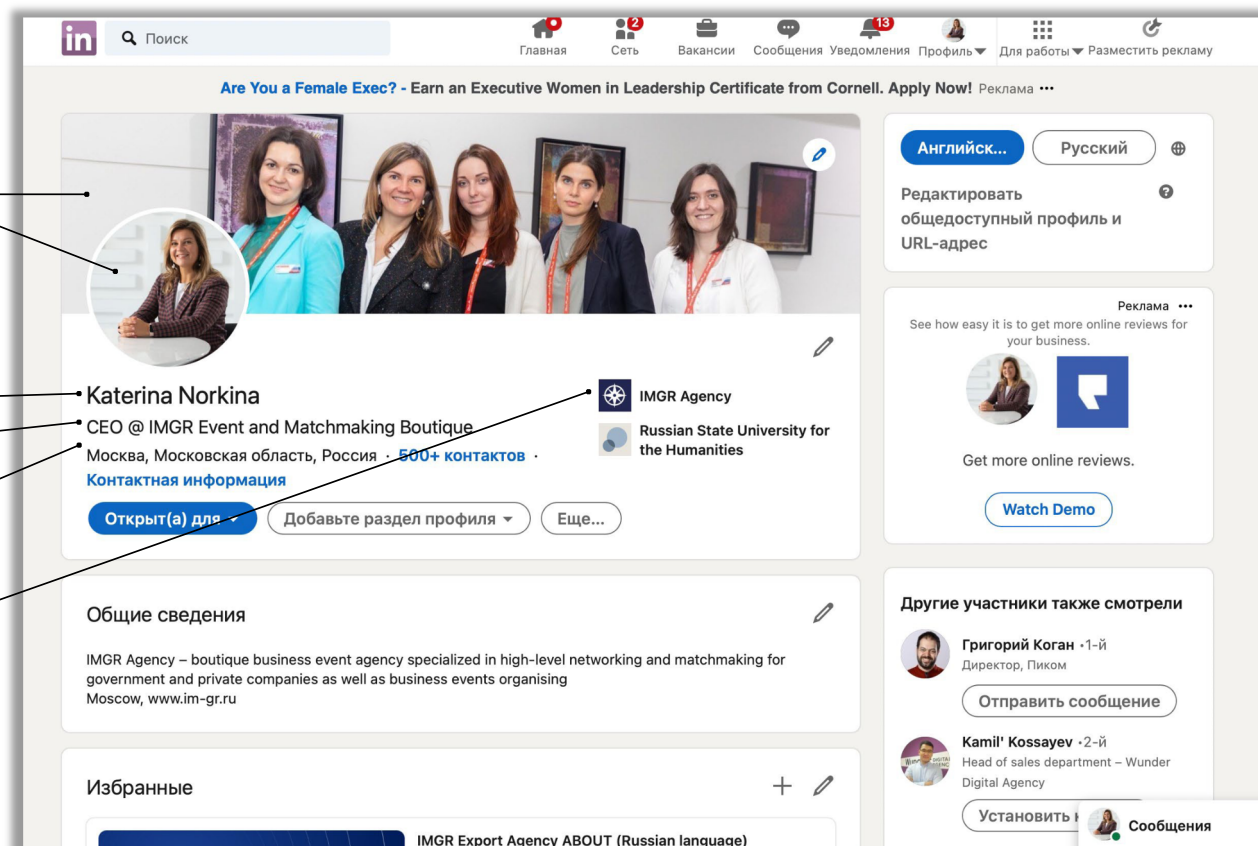 in
Поиск
2
13
Главная
Сеть
Вакансии
Сообщения
Уведомления
Профиль
Для работы
Разместить рекламу
Are You a Female Exec? - Earn an Executive Women in Leadership Certificate from Cornell. Apply Now! Реклама •••
Katerina Norkina
CEO @ IMGR Event and Matchmaking Boutique
Москва, Московская область, Россия · 500+ контактов ·
Контактная информация
IMGR Agency
Russian State University for
the Humanities
Открыт(а) для
Добавьте раздел профиля
Еще...
Общие сведения
IMGR Agency – boutique business event agency specialized in high-level networking and matchmaking for
government and private companies as well as business events organising
Moscow, www.im-gr.ru
Избранные
IMGR Export Agency ABOUT (Russian language)
Английск...
Русский
Редактировать
общедоступный профиль и
URL-адрес
Реклама •••
See how easy it is to get more online reviews for
your business.
Get more online reviews.
Watch Demo
Другие участники также смотрели
Григорий Коган •1-й
Директор, Пиком
Отправить сообщение
Kamil' Kossayev •2-й
Head of sales department – Wunder
Digital Agency
Установить
Сообщения